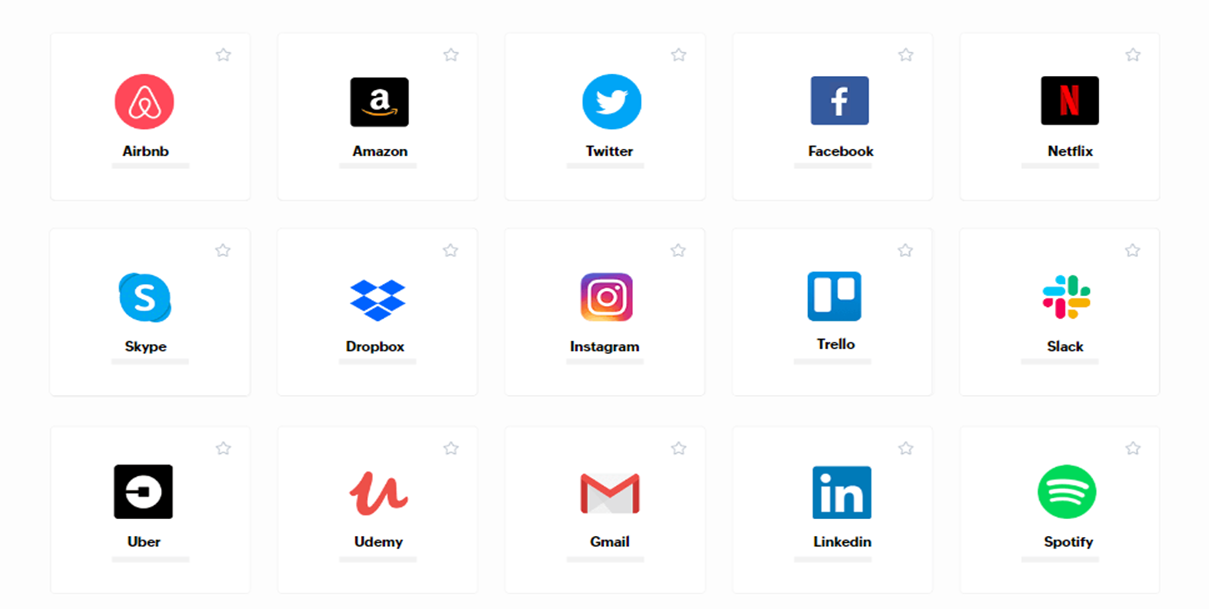 Airbnb
Amazon
Twitter
Facebook
Netflix
Skype
Dropbox
Instagram
Trello
Slack
Uber
Udemy
Gmail
Linkedin
Spotify